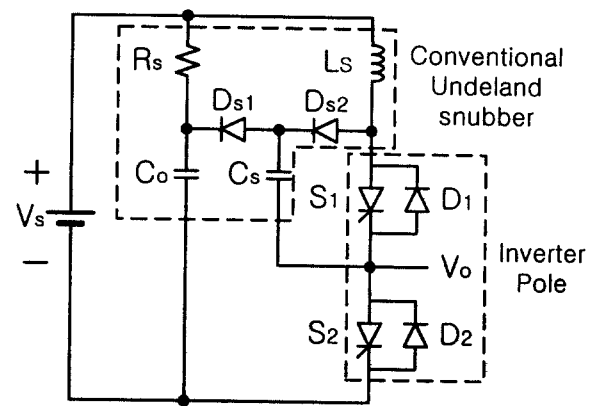 Rs
Ls
Conventional
Undeland
snubber
Ds1
Ds2
Co
Cs
+
Vs
−
S1
D1
Vo
Inverter
Pole
S2
D2